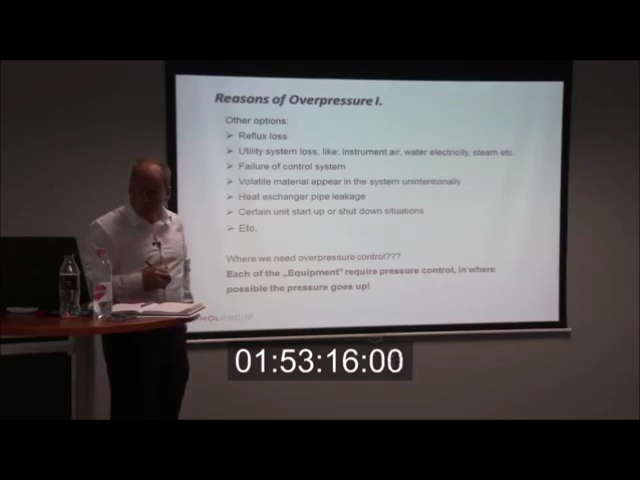 Reasons of Overpressure I.
Other options:
➢ Reflux loss
➢ Utility system loss, like: instrument air, water electricity, steam etc.
➢ Failure of control system
➢ Volatile material appear in the system unintentionally
➢ Heat exchanger pipe leakage
➢ Certain unit start up or shut down situations
➢ Etc.
Where we need overpressure control???
Each of the „Equipment" require pressure control, in where
possible the pressure goes up!
MOLGROUP
01:53:16:00